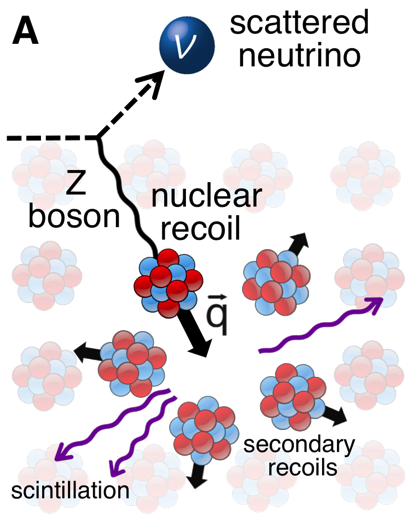 A
scattered
neutrino
ν
Z
boson
nuclear
recoil
q⃗
secondary
recoils
scintillation